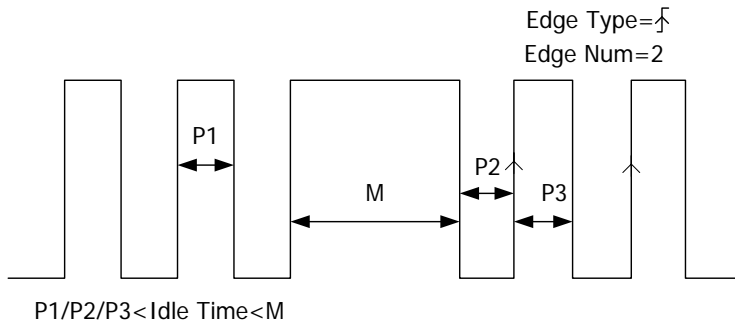 Edge Type=
Edge Num=2
P1
P2
M
P3
P1/P2/P3<Idle Time<M